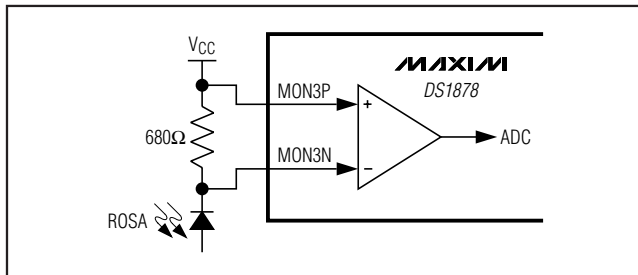 VCC
MAXIM
DS1878
MON3P
+
680Ω
ADC
MON3N
−
ROSA